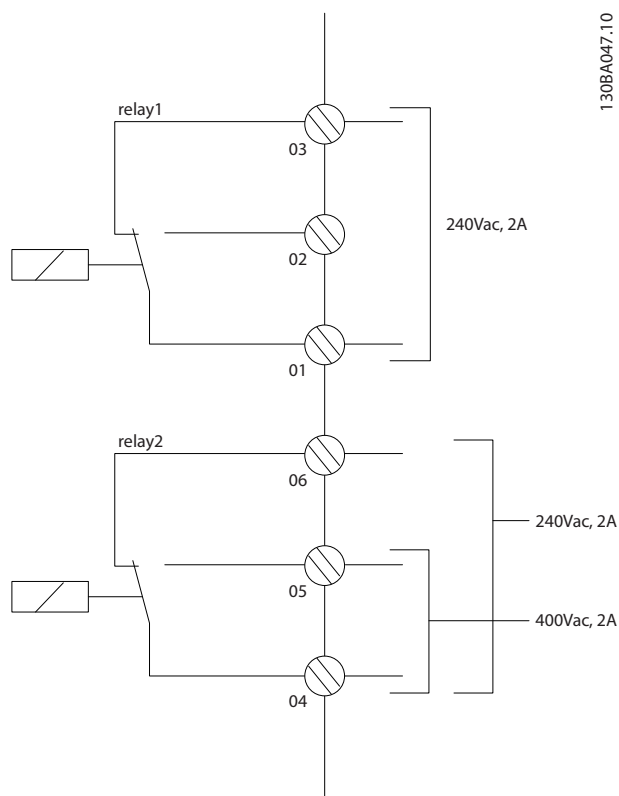 130BA047.10
relay1
03
240Vac, 2A
02
01
relay2
06
240Vac, 2A
05
400Vac, 2A
04